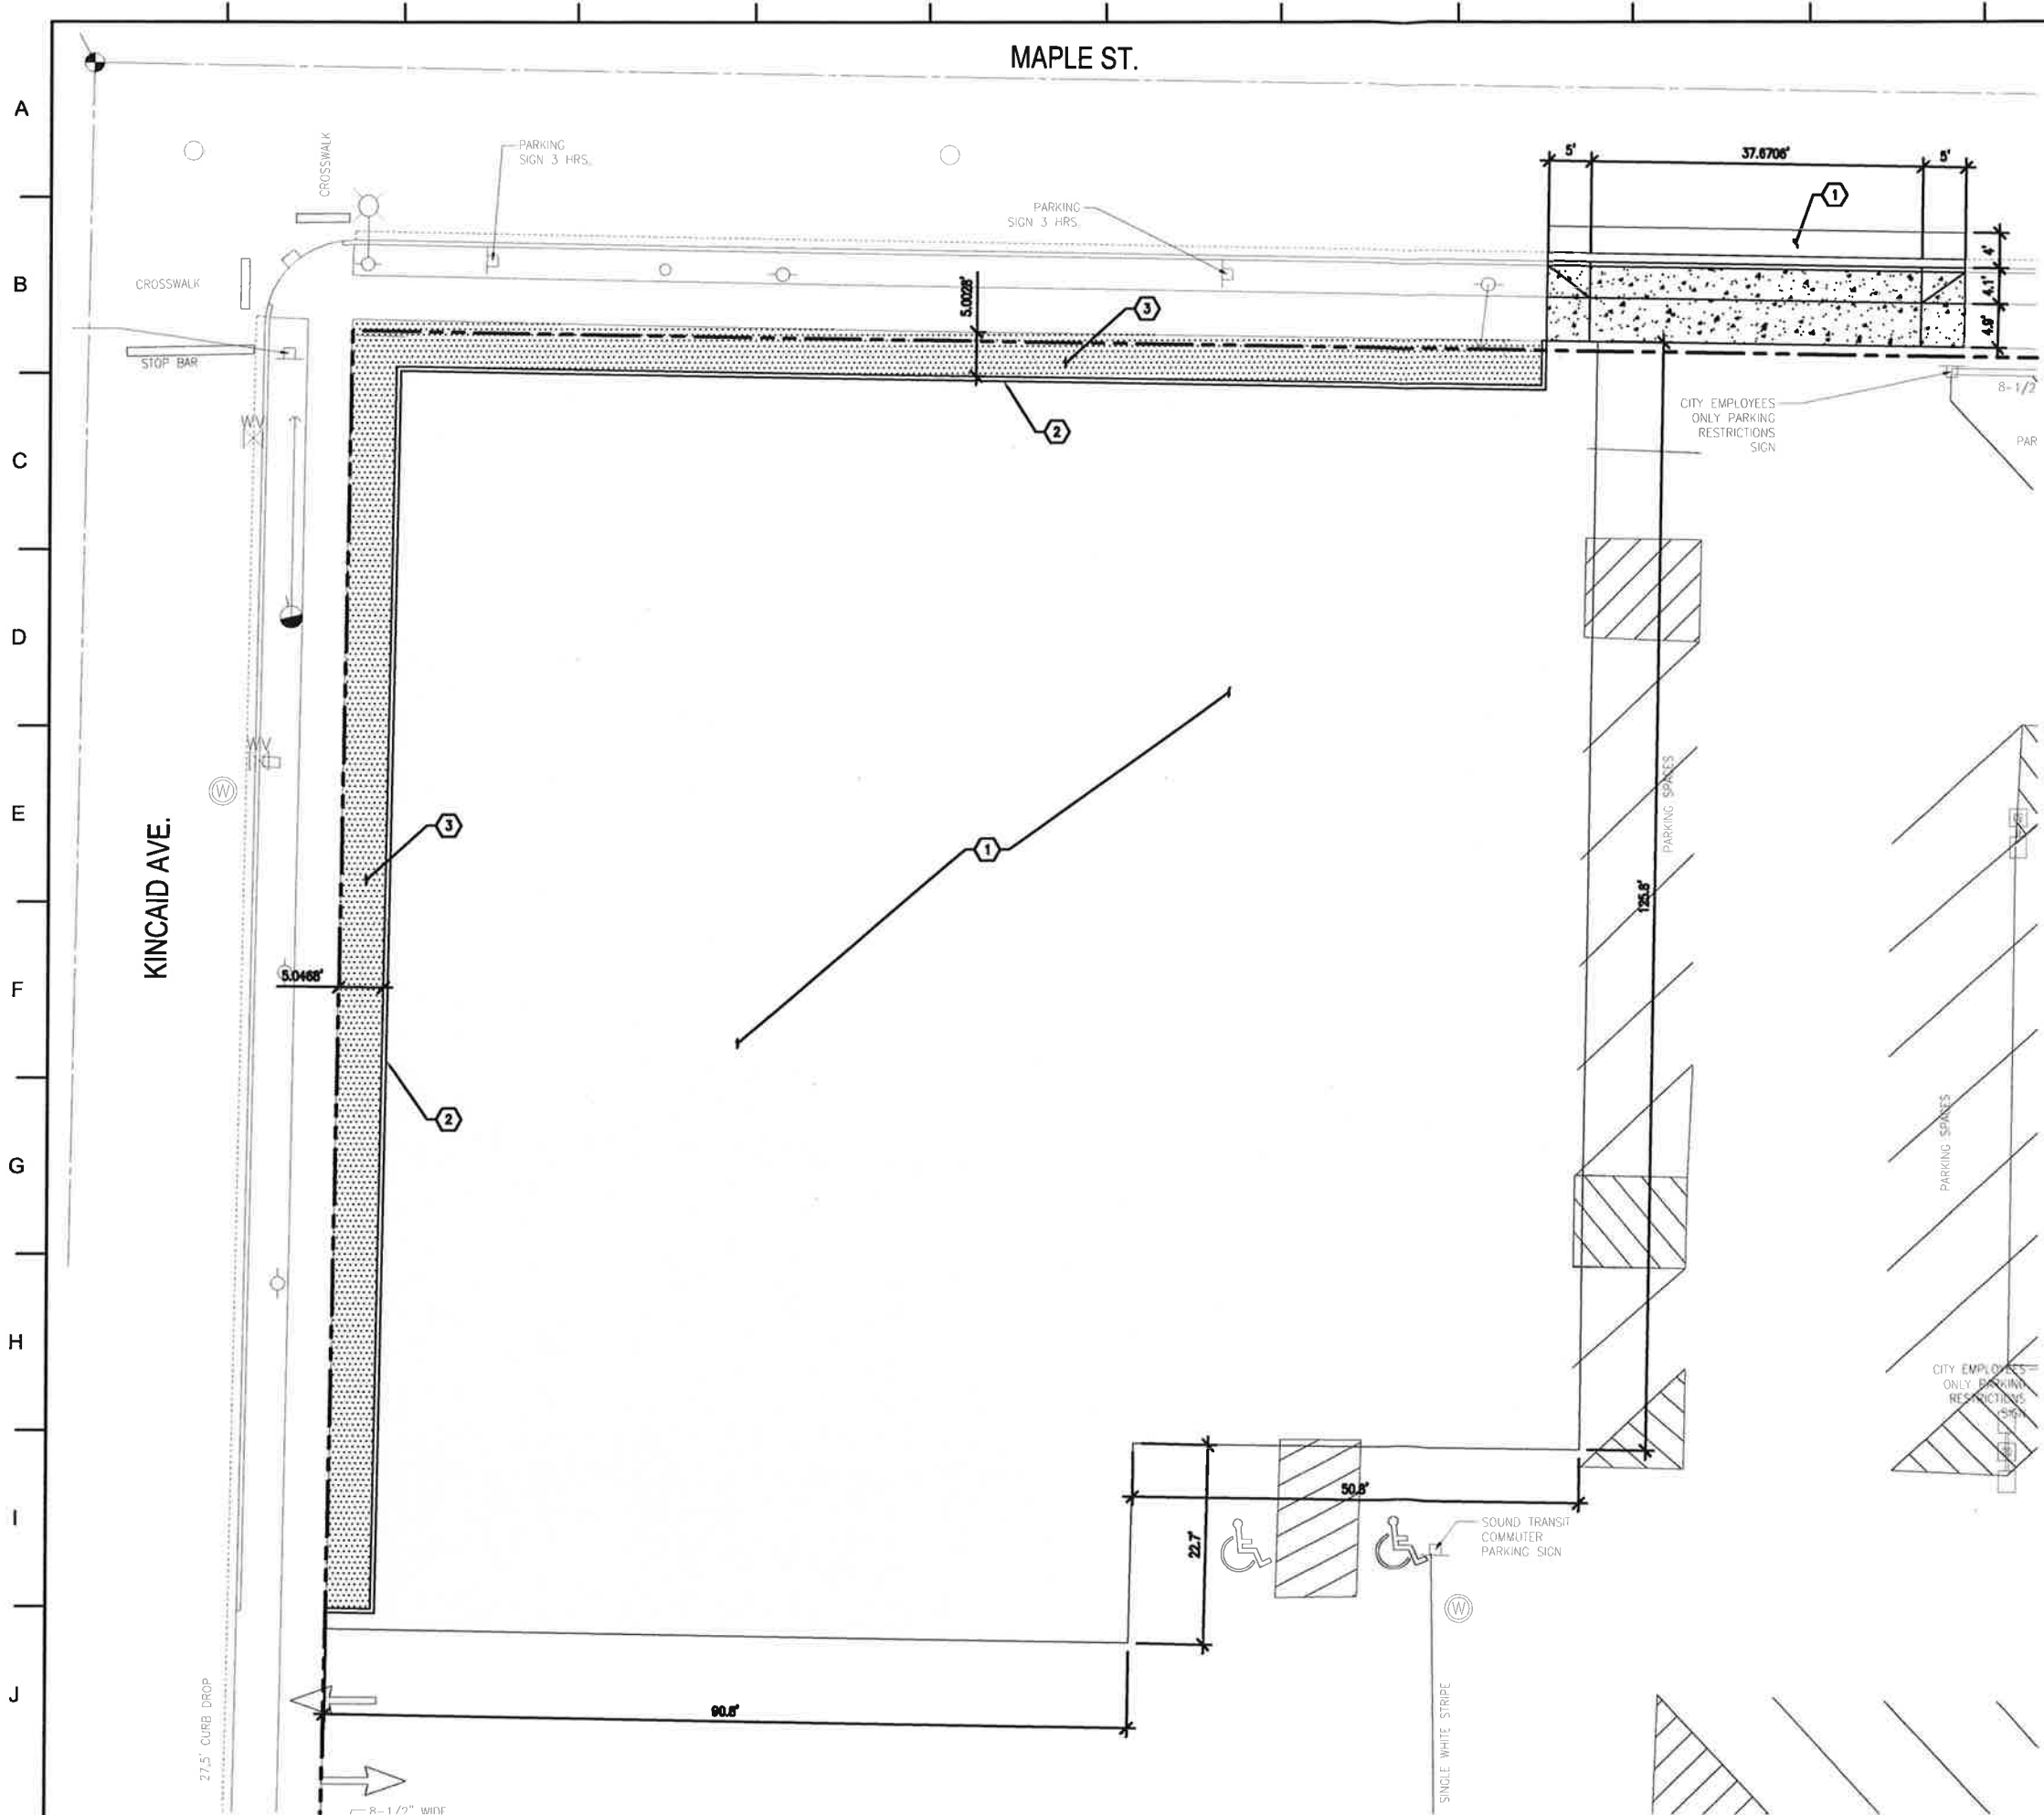 MAPLE ST.
A
CROSSWALK
PARKING
SIGN 3 HRS.
5'
37.6706'
5'
1
PARKING
SIGN 3 HRS.
4'
B
CROSSWALK
5.0028'
3
4.1'
4.9'
STOP BAR
8-1/2
CITY EMPLOYEES
ONLY PARKING
RESTRICTIONS
SIGN
2
WV
PAR
C
D
WV
PARKING SPACES
E
W
3
1
KINCAID AVE.
125.8'
F
5.0468'
2
G
PARKING SPACES
H
CITY EMPLOYEES
ONLY PARKING
RESTRICTIONS
SIGN
50.8'
I
22.7'
SOUND TRANSIT
COMMUTER
PARKING SIGN
W
J
27.5' CURB DROP
90.8'
SINGLE WHITE STRIPE
8-1/2" WIDE